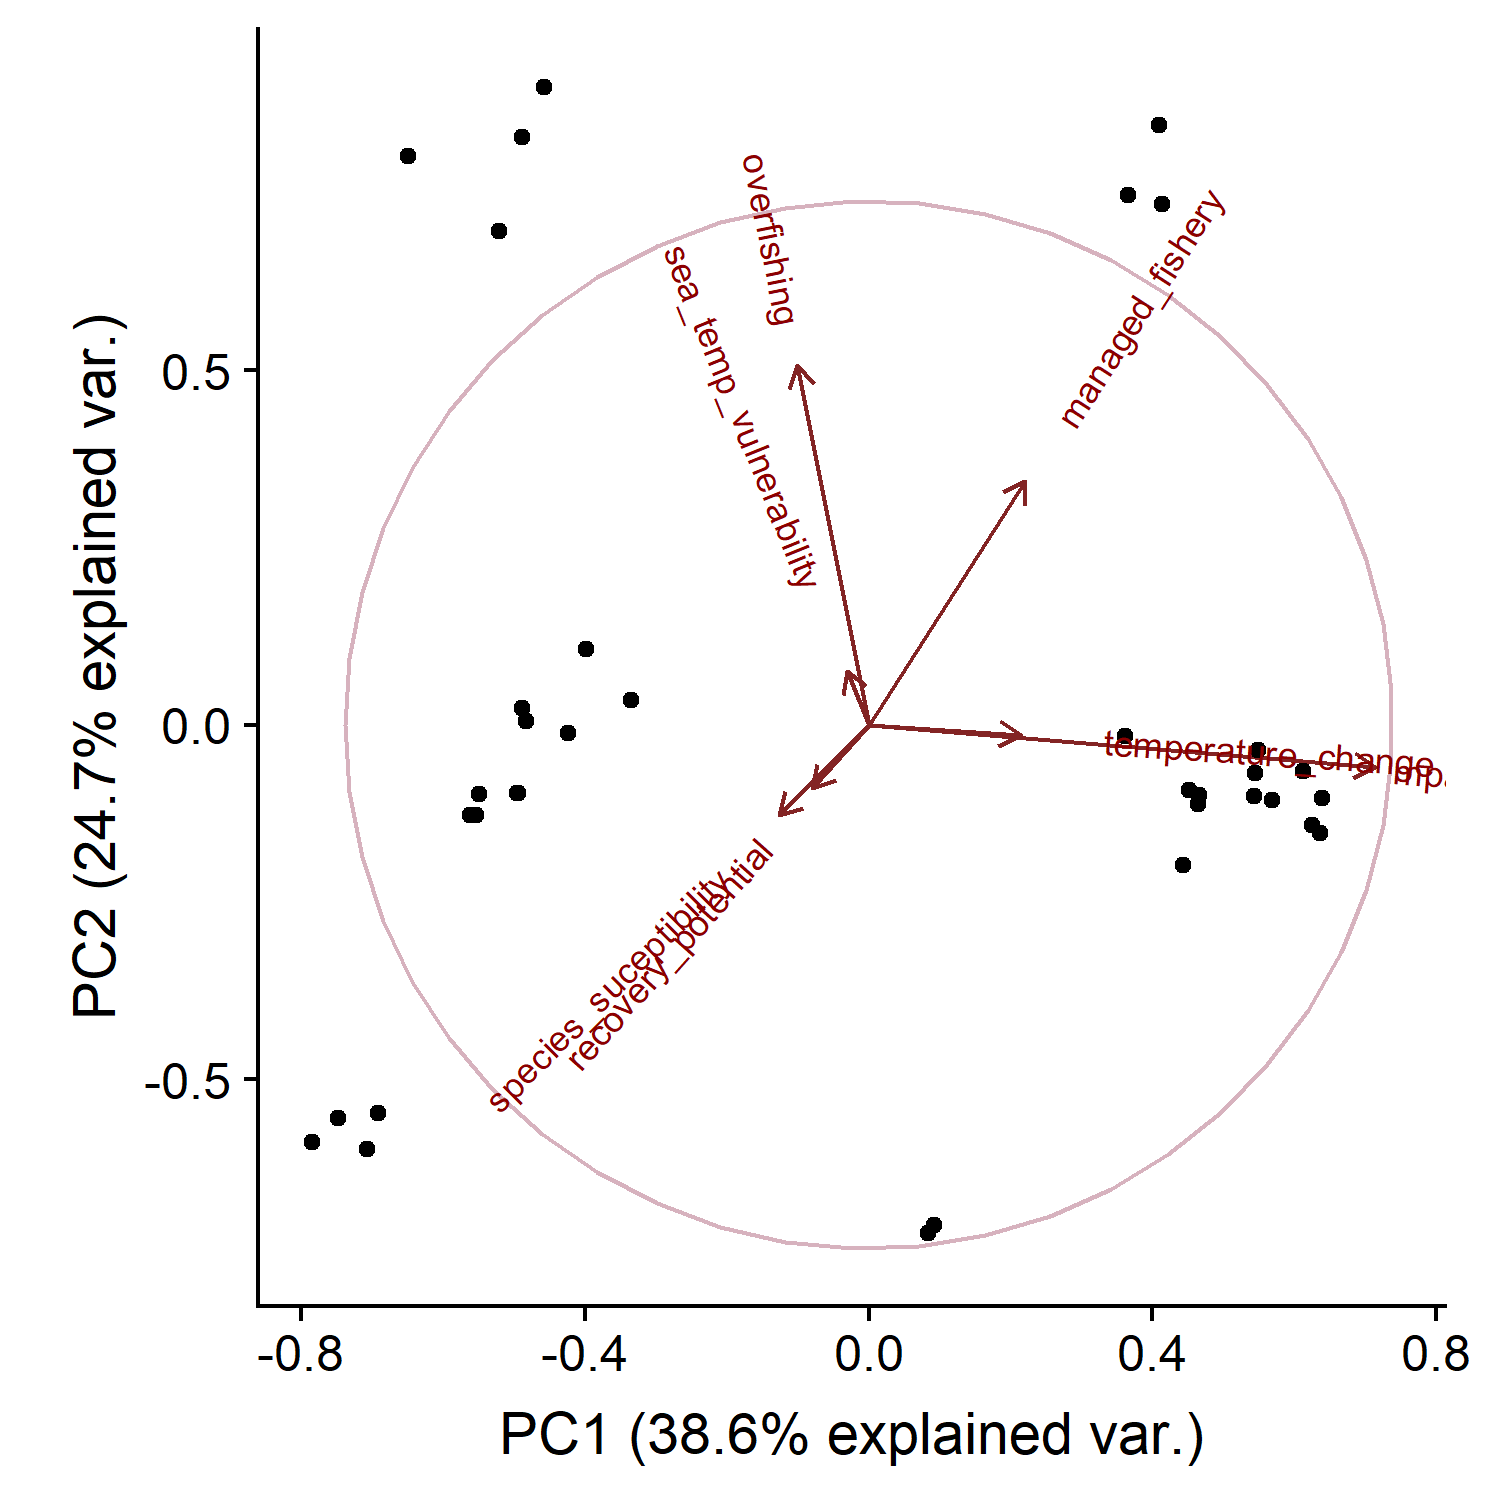 overfishing
managed_fishery
sea_temp_vulnerability
temperature_change
species_suceptibility
recovery_potential
PC2 (24.7% explained var.)
0.5
0.0
-0.5
-0.8
-0.4
0.0
0.4
0.8
PC1 (38.6% explained var.)